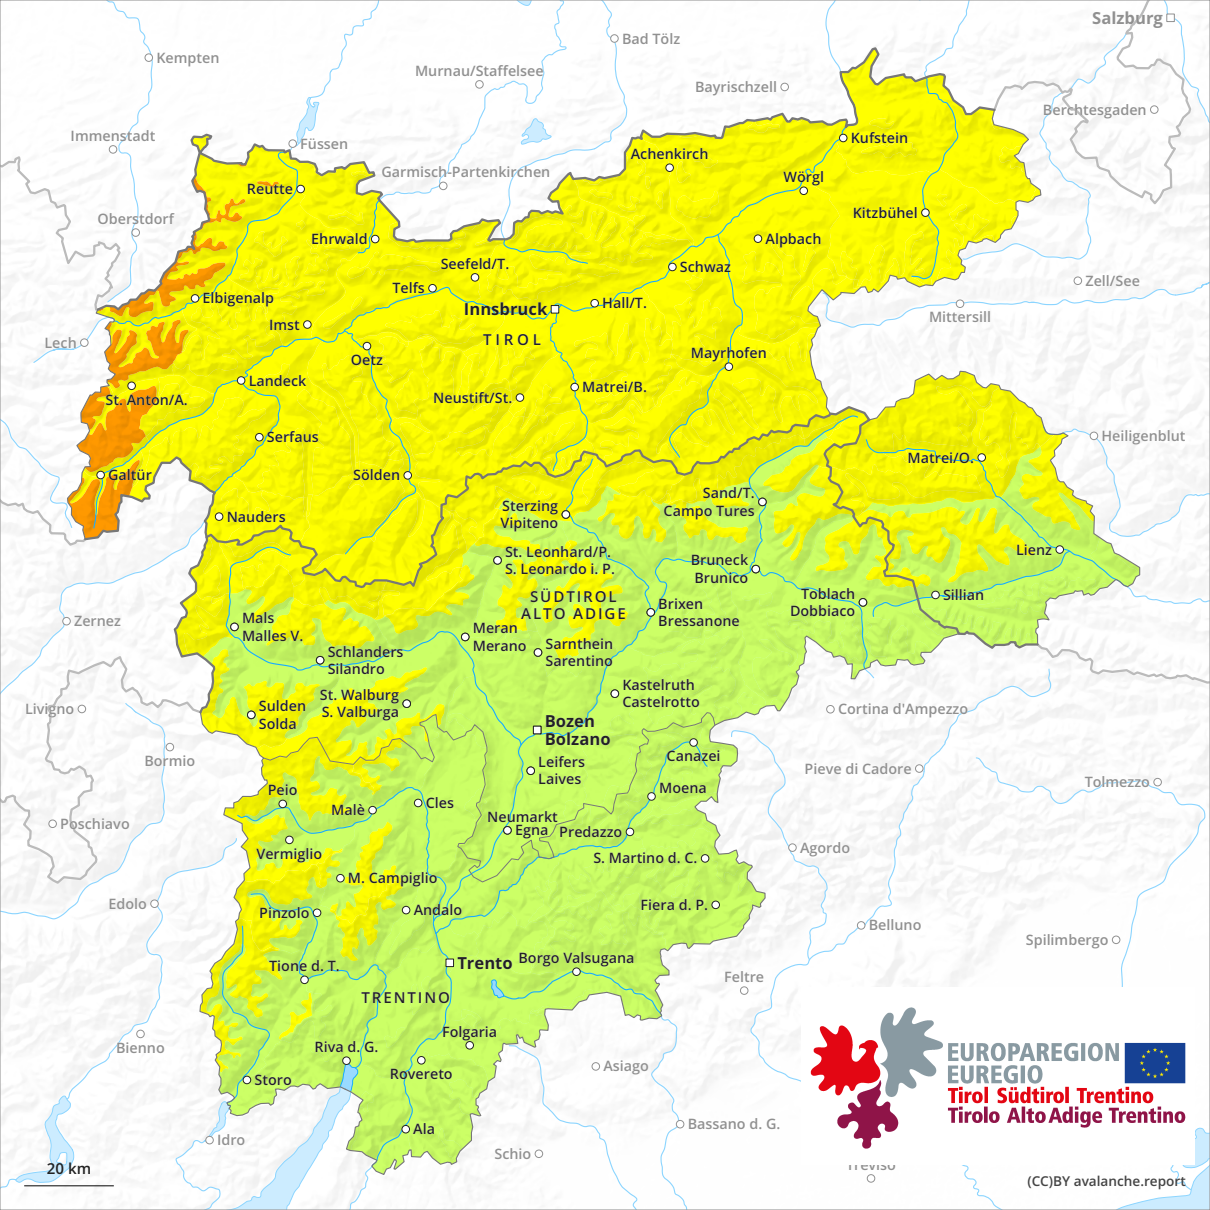 Salzburg
Bad Tölz
Kempten
Murnau/Staffelsee
Bayrischzell
Berchtesgaden
Immenstadt
Füssen
Kufstein
Achenkirch
Garmisch-Partenkirchen
Wörgl
Reutte
Oberstdorf
Kitzbühel
Ehrwald
Alpbach
Seefeld/T.
Schwaz
Zell/See
Telfs
Elbigenalp
Hall/T.
Innsbruck
Mittersill
Imst
TIROL
Lech
Oetz
Mayrhofen
Landeck
Matrei/B.
St. Anton/A.
Neustift/St.
Serfaus
Heiligenblut
Matrei/O.
Galtür
Sölden
Sand/T.
Campo Tures
Sterzing
Vipiteno
Nauders
Lienz
St. Leonhard/P.
S. Leonardo i. P.
Bruneck
Brunico
SÜDTIROL
ALTO ADIGE
Toblach
Dobbiaco
Sillian
Brixen
Bressanone
Zernez
Mals
Malles V.
Meran
Merano
Sarnthein
Sarentino
Schlanders
Silandro
Kastelruth
Castelrotto
St. Walburg
S. Valburga
Livigno
Sulden
Solda
Cortina d'Ampezzo
Bozen
Bolzano
Bormio
Canazei
Leifers
Laives
Pieve di Cadore
Tolmezzo
Peio
Moena
Malè
Cles
Neumarkt
Egna
Predazzo
Poschiavo
Vermiglio
Agordo
S. Martino d. C.
M. Campiglio
Edolo
Pinzolo
Andalo
Fiera d. P.
Belluno
Spilimbergo
Tione d. T.
Trento
Borgo Valsugana
Feltre
TRENTINO
Bienno
Folgaria
Riva d. G.
Rovereto
Asiago
Storo
EUROPAREGION
EUREGIO
Tirol Südtirol Trentino
Tirolo Alto Adige Trentino
Ala
Bassano d. G.
Idro
Schio
Treviso
20 km
(CC)BY avalanche.report